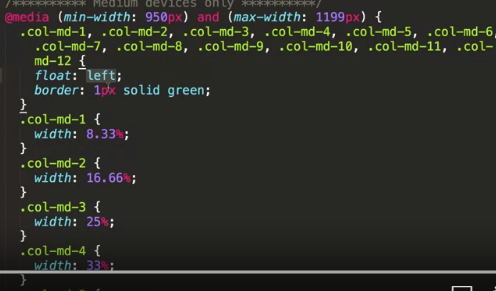 /********** Medium devices only **********/
@media (min-width: 950px) and (max-width: 1199px) {
  .col-md-1, .col-md-2, .col-md-3, .col-md-4, .col-md-5, .col-md-6,
    .col-md-7, .col-md-8, .col-md-9, .col-md-10, .col-md-11, .col-
    md-12 {
    float: left;
    border: 1px solid green;
  }
  .col-md-1 {
    width: 8.33%;
  }
  .col-md-2 {
    width: 16.66%;
  }
  .col-md-3 {
    width: 25%;
  }
  .col-md-4 {
    width: 33%;
  }